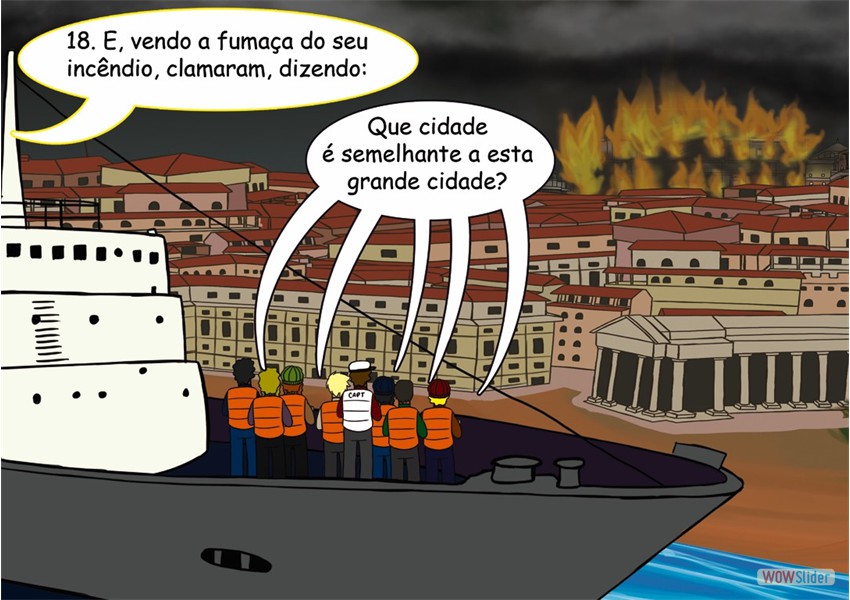 18. E, vendo a fumaça do seu
incêndio, clamaram, dizendo:
Que cidade
é semelhante a esta
grande cidade?
CAPT
WOWSlider